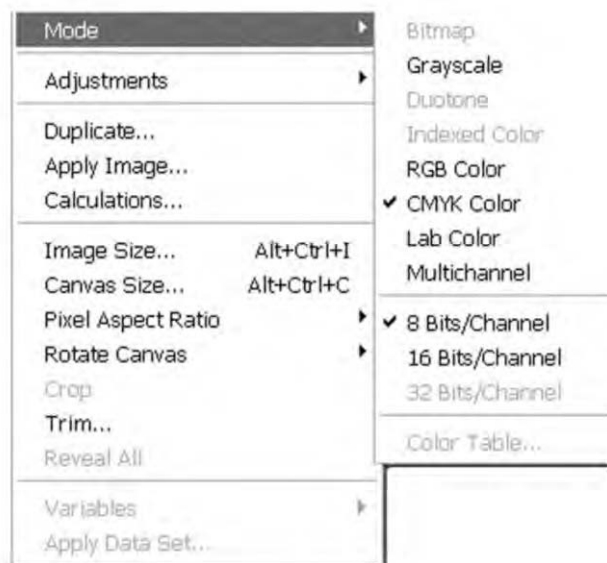 Mode
Adjustments
Duplicate...
Apply Image...
Calculations...
Image Size... Alt+Ctrl+I
Canvas Size... Alt+Ctrl+C
Pixel Aspect Ratio
Rotate Canvas
Crop
Trim...
Reveal All
Variables
Apply Data Set...
Bitmap
Grayscale
Duotone
Indexed Color
RGB Color
✓ CMYK Color
Lab Color
Multichannel
✓ 8 Bits/Channel
16 Bits/Channel
32 Bits/Channel
Color Table...